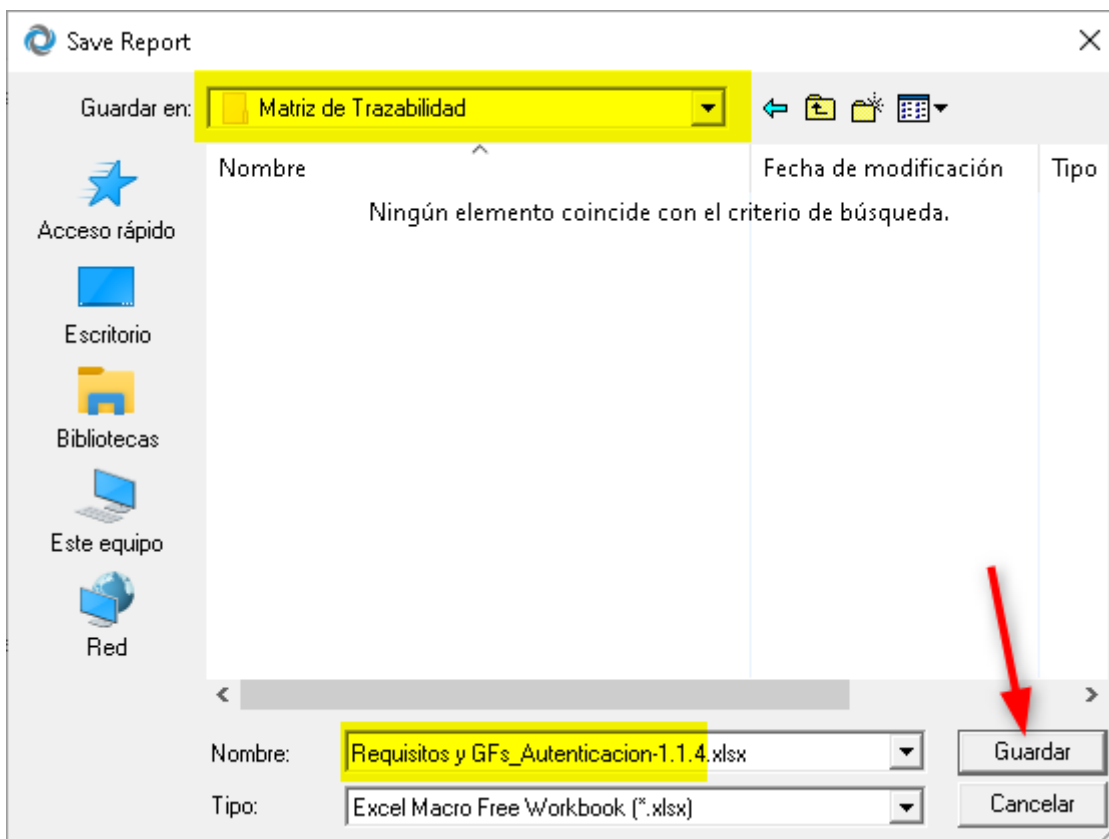 Save Report
Guardar en: Matriz de Trazabilidad
Nombre Fecha de modificación Tipo
Ningún elemento coincide con el criterio de búsqueda.
Acceso rápido
Escritorio
Bibliotecas
Este equipo
Red
Nombre: Requisitos y GFs_Autenticacion-1.1.4.xlsx Guardar
Tipo: Excel Macro Free Workbook (*.xlsx) Cancelar